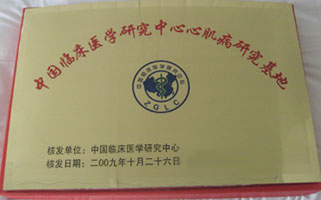 中国临床医学研究中心心肌病研究基地
ZGLC
核发单位：中国临床医学研究中心
核发日期：二00九年十月二十六日